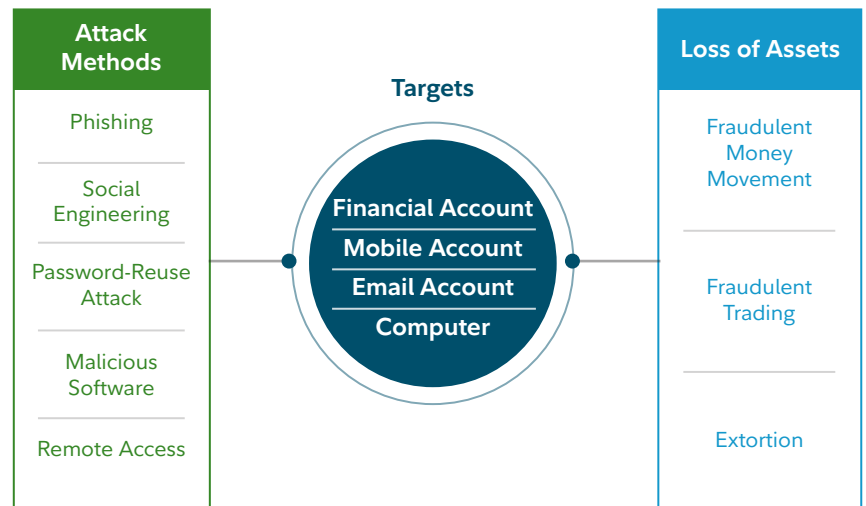 Attack
Methods
Phishing
Social
Engineering
Password-Reuse
Attack
Malicious
Software
Remote Access
Targets
Financial Account
Mobile Account
Email Account
Computer
Loss of Assets
Fraudulent
Money
Movement
Fraudulent
Trading
Extortion